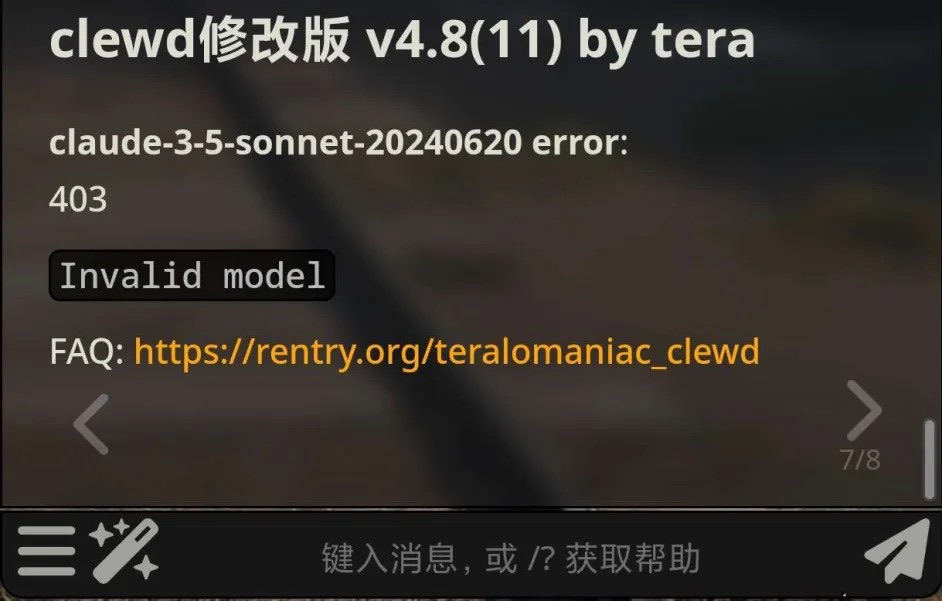 clewd修改版 v4.8(11) by tera
claude-3-5-sonnet-20240620 error:
403
Invalid model
FAQ: https://rentry.org/teralomaniac_clewd
7/8
键入消息, 或 /? 获取帮助